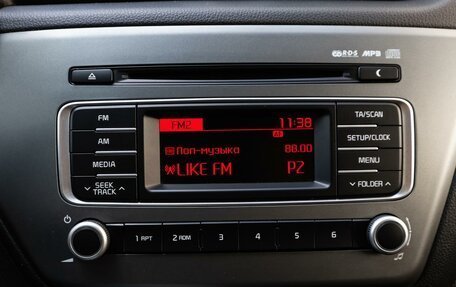 RDS MP3
FM
AM
MEDIA
SEEK
TRACK
FM2 11:38
AR
Поп-музыка 88.00
LIKE FM P2
TA/SCAN
SETUP/CLOCK
MENU
FOLDER
1 RPT 2 RDM 3 4 5 6